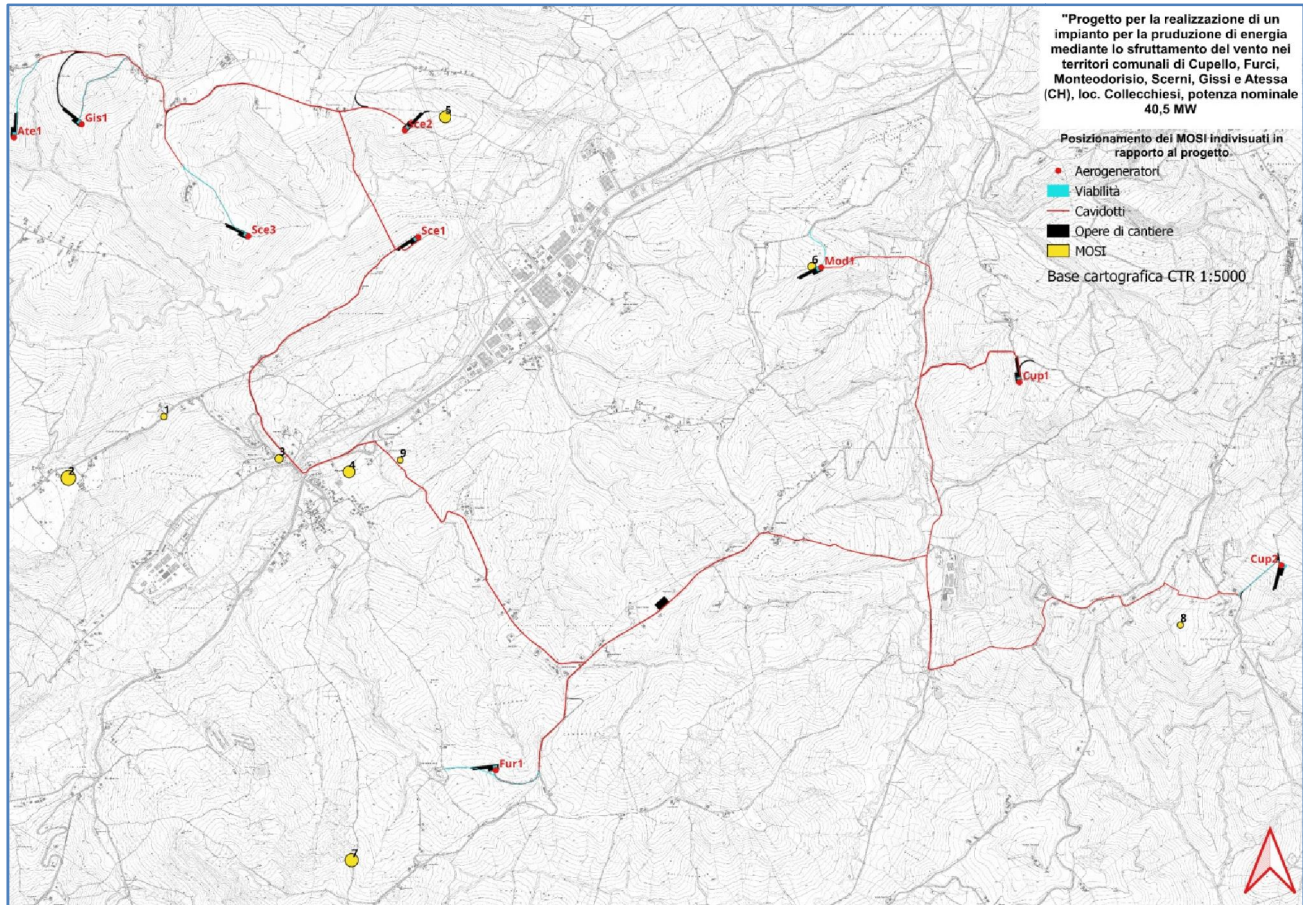 "Progetto per la realizzazione di un
impianto per la pruduzione di energia
mediante lo sfruttamento del vento nei
territori comunali di Cupello, Furci,
Monteodorisio, Scerni, Gissi e Atessa
(CH), loc. Collecchiesi, potenza nominale
40,5 MW
Posizionamento dei MOSI indivisuati in
rapporto al progetto
Aerogeneratori
Viabilità
Cavidotti
Opere di cantiere
MOSI
Base cartografica CTR 1:5000
Ate1
Gis1
Sce2
5
Sce3
Sce1
6
Mod1
Cup1
1
2
3
4
9
Cup2
8
Fur1
7